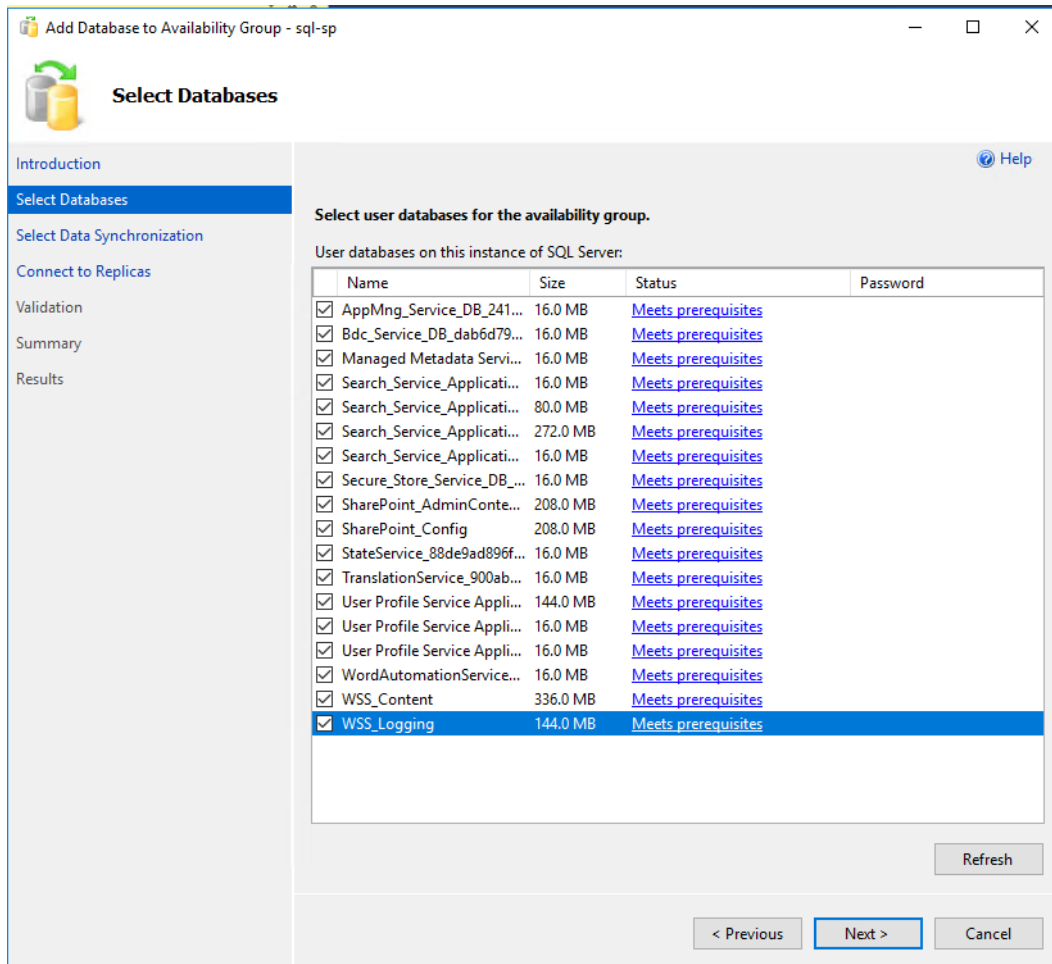 Add Database to Availability Group - sql-sp
Select Databases
Introduction
Select Databases
Select Data Synchronization
Connect to Replicas
Validation
Summary
Results
Help
Select user databases for the availability group.
User databases on this instance of SQL Server:
Name Size Status Password
AppMng_Service_DB_241... 16.0 MB Meets prerequisites
Bdc_Service_DB_dab6d79... 16.0 MB Meets prerequisites
Managed Metadata Servi... 16.0 MB Meets prerequisites
Search_Service_Applicati... 16.0 MB Meets prerequisites
Search_Service_Applicati... 80.0 MB Meets prerequisites
Search_Service_Applicati... 272.0 MB Meets prerequisites
Search_Service_Applicati... 16.0 MB Meets prerequisites
Secure_Store_Service_DB_... 16.0 MB Meets prerequisites
SharePoint_AdminConte... 208.0 MB Meets prerequisites
SharePoint_Config 208.0 MB Meets prerequisites
StateService_88de9ad896f... 16.0 MB Meets prerequisites
TranslationService_900ab... 16.0 MB Meets prerequisites
User Profile Service Appli... 144.0 MB Meets prerequisites
User Profile Service Appli... 16.0 MB Meets prerequisites
User Profile Service Appli... 16.0 MB Meets prerequisites
WordAutomationService... 16.0 MB Meets prerequisites
WSS_Content 336.0 MB Meets prerequisites
WSS_Logging 144.0 MB Meets prerequisites
Refresh
< Previous Next > Cancel